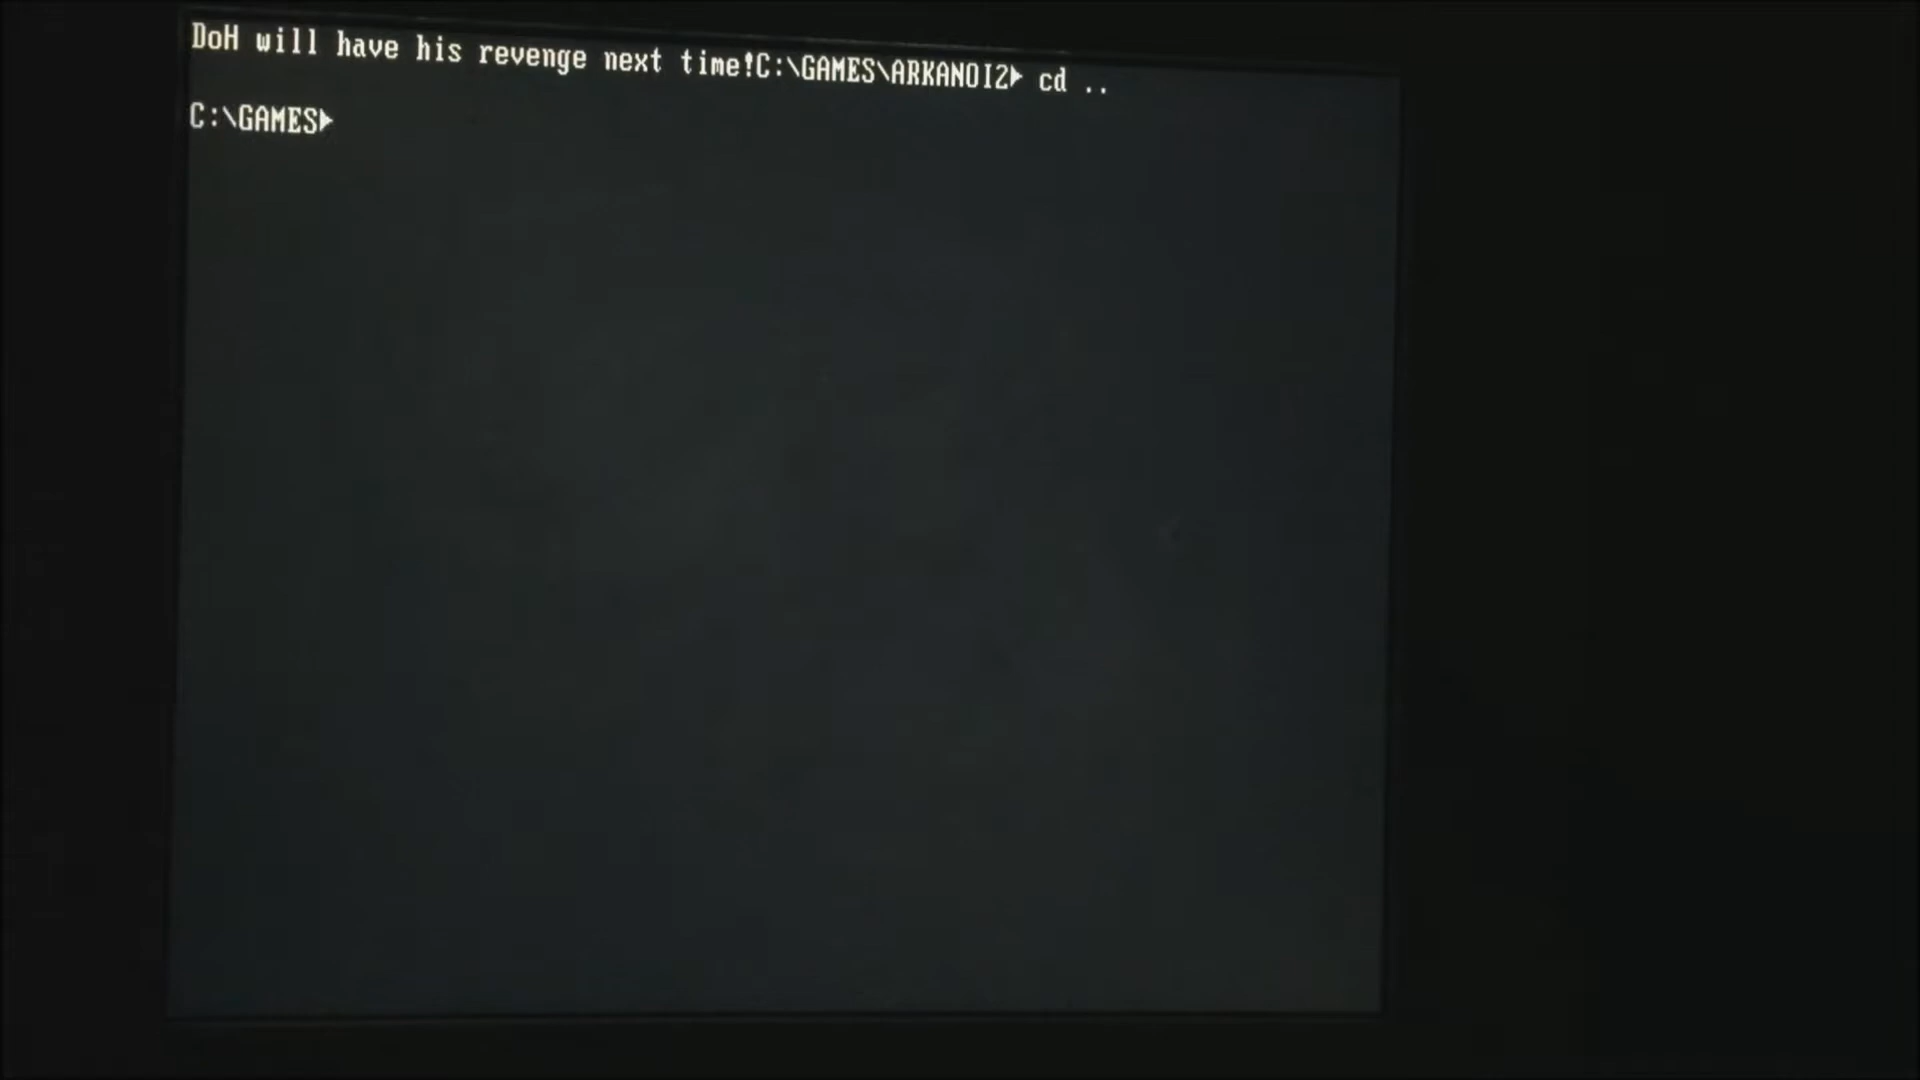 DoH will have his revenge next time!C:\GAMES\ARKANOI2► cd ..
C:\GAMES►